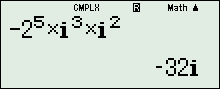 CMPLX R Math ▲
-2⁵×i³×i²
-32i